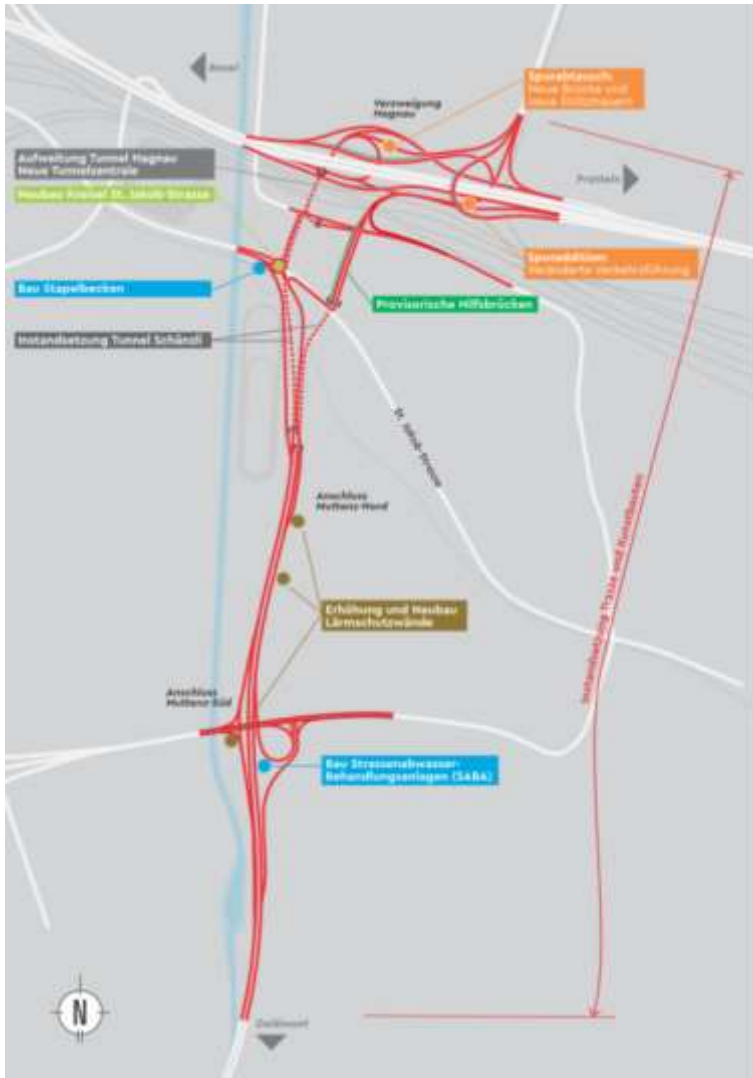 Basel
Verzweigung
Hagnau
Spurabtausch:
Neue Brücke und
neue Stützmauern
Aufweitung Tunnel Hagnau
Neue Tunnelzentrale
Pratteln
Neubau Kreisel St. Jakob-Strasse
Spuraddition
Veränderte Verkehrsführung
Bau Stapelbecken
Provisorische Hilfsbrücken
Instandsetzung Tunnel Schänzli
St. Jakob-Strasse
Anschluss
Muttenz-Nord
Instandsetzung Trasse und Kunstbauten
Erhöhung und Neubau
Lärmschutzwände
Anschluss
Muttenz-Süd
Bau Strassenabwasser-
Behandlungsanlagen (SABA)
N
Delémont